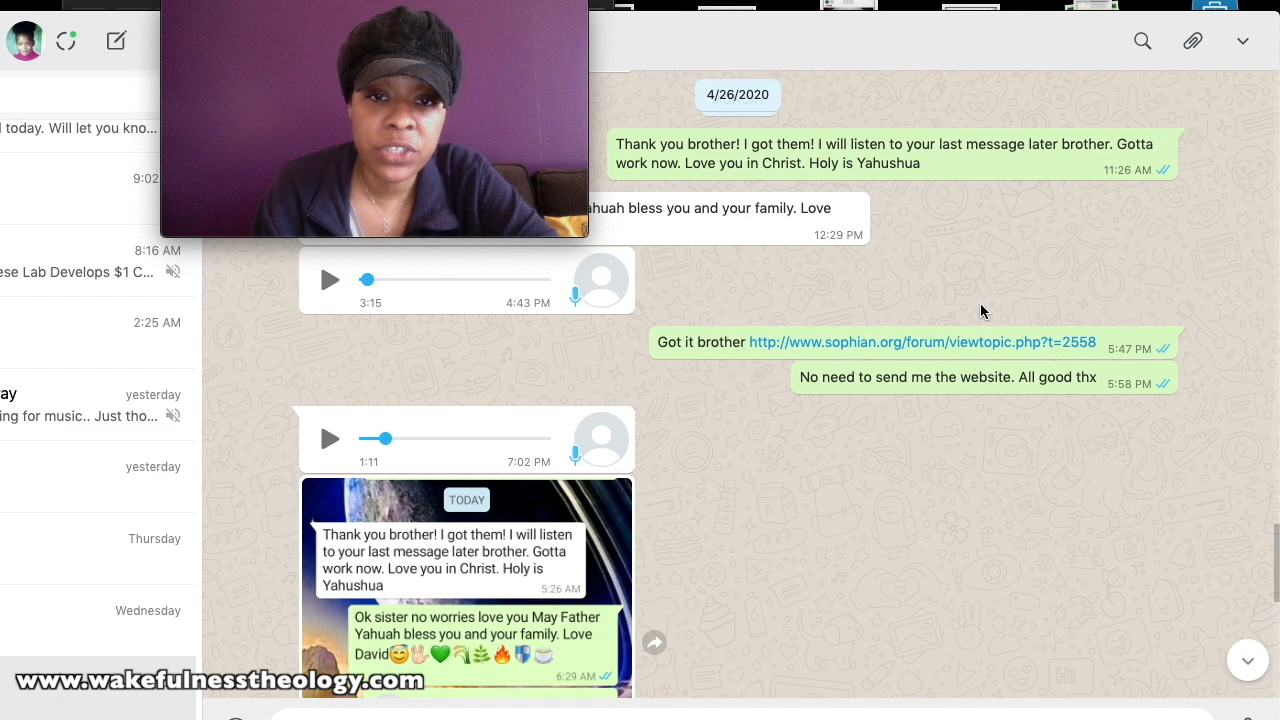 4/26/2020
Thank you brother! I got them! I will listen to your last message later brother. Gotta
work now. Love you in Christ. Holy is Yahushua
11:26 AM
ahuah bless you and your family. Love
12:29 PM
3:15
4:43 PM
Got it brother http://www.sophian.org/forum/viewtopic.php?t=2558
5:47 PM
No need to send me the website. All good thx
5:58 PM
1:11
7:02 PM
TODAY
Thank you brother! I got them! I will listen
to your last message later brother. Gotta
work now. Love you in Christ. Holy is
Yahushua
5:26 AM
Ok sister no worries love you May Father
Yahuah bless you and your family. Love
David😇🖖🏻💚🌾🌿🔥🛡️☕
6:29 AM
today. Will let you kno...
9:02
8:16 AM
ese Lab Develops $1 C...
2:25 AM
ay
yesterday
ing for music.. Just tho...
yesterday
Thursday
Wednesday
www.wakefulnesstheology.com